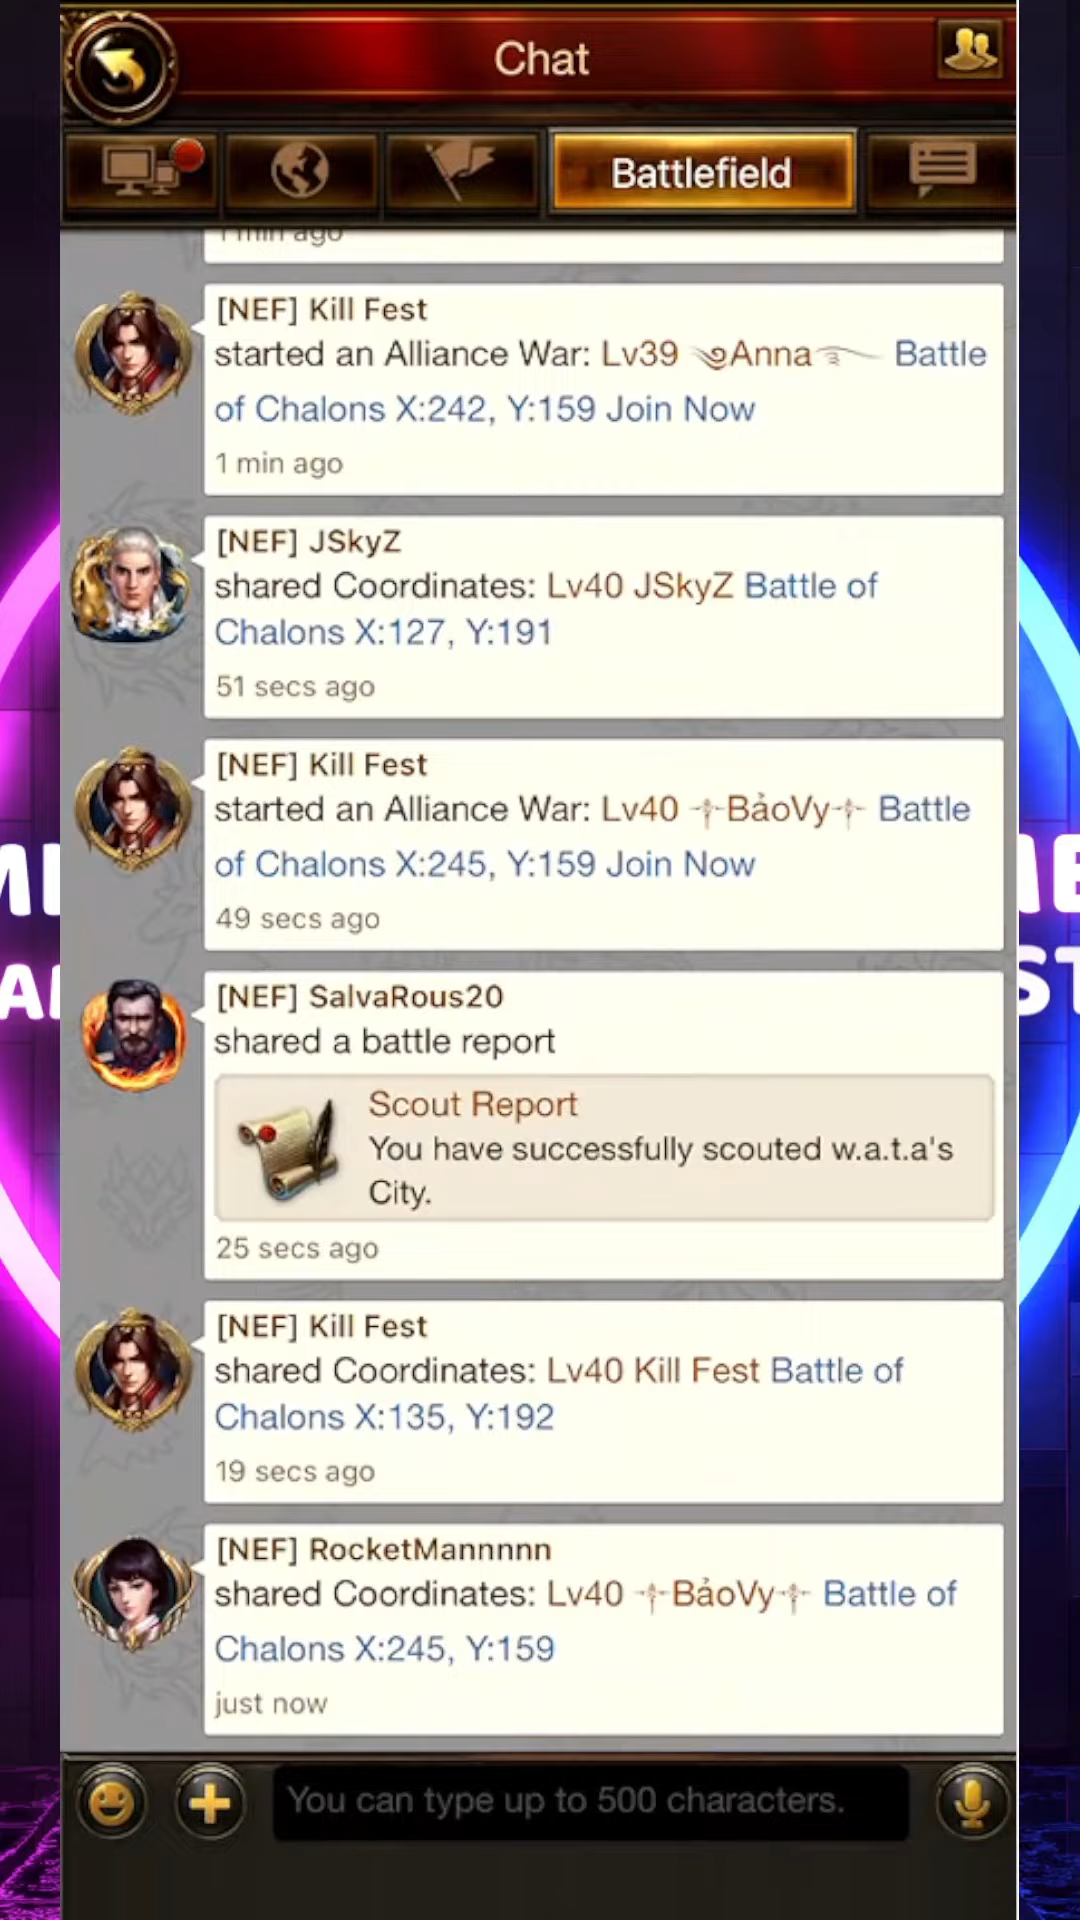 Chat
Battlefield
1 min ago
[NEF] Kill Fest
started an Alliance War: Lv39 ༄Anna࿐ Battle
of Chalons X:242, Y:159 Join Now
1 min ago
[NEF] JSkyZ
shared Coordinates: Lv40 JSkyZ Battle of
Chalons X:127, Y:191
51 secs ago
[NEF] Kill Fest
started an Alliance War: Lv40 ⸸BảoVy⸸ Battle
of Chalons X:245, Y:159 Join Now
49 secs ago
[NEF] SalvaRous20
shared a battle report
Scout Report
You have successfully scouted w.a.t.a's
City.
25 secs ago
[NEF] Kill Fest
shared Coordinates: Lv40 Kill Fest Battle of
Chalons X:135, Y:192
19 secs ago
[NEF] RocketMannnnn
shared Coordinates: Lv40 ⸸BảoVy⸸ Battle of
Chalons X:245, Y:159
just now
You can type up to 500 characters.